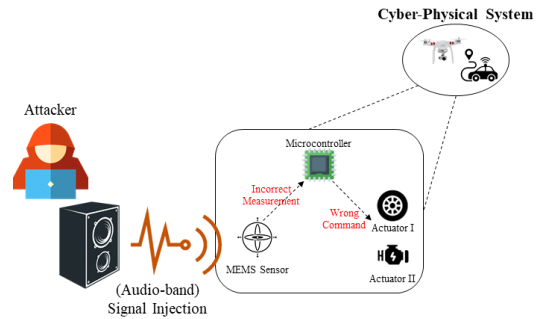 Cyber-Physical System
Attacker
Microcontroller
Incorrect
Measurement
Wrong
Command
Actuator I
MEMS Sensor
Actuator II
(Audio-band)
Signal Injection